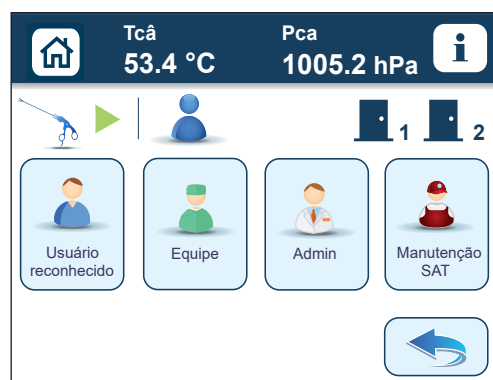 Tcâ Pca
53.4 °C 1005.2 hPa
i
1 2
Usuário
reconhecido
Equipe
Admin
Manutenção
SAT